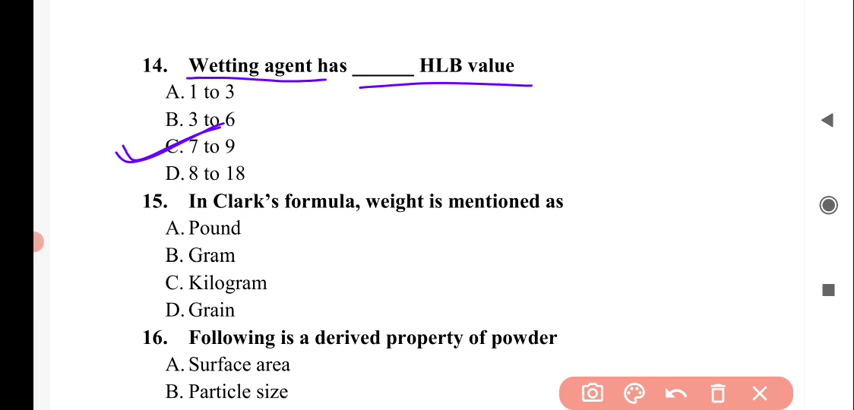 14. Wetting agent has ______ HLB value
A. 1 to 3
B. 3 to 6
C. 7 to 9
D. 8 to 18
15. In Clark’s formula, weight is mentioned as
A. Pound
B. Gram
C. Kilogram
D. Grain
16. Following is a derived property of powder
A. Surface area
B. Particle size